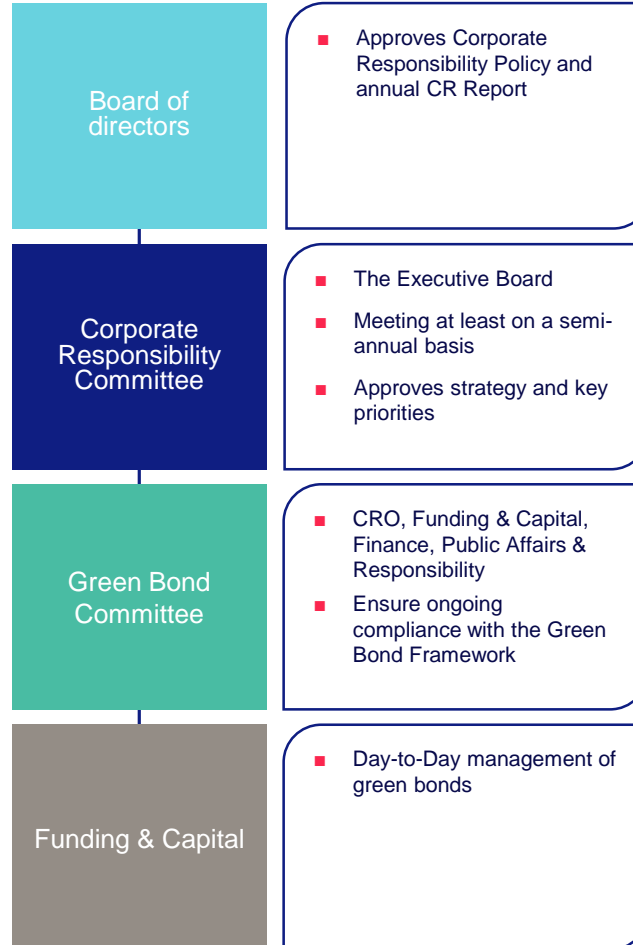 Board of
directors
Approves Corporate
Responsibility Policy and
annual CR Report
Corporate
Responsibility
Committee
The Executive Board
Meeting at least on a semi-
annual basis
Approves strategy and key
priorities
Green Bond
Committee
CRO, Funding & Capital,
Finance, Public Affairs &
Responsibility
Ensure ongoing
compliance with the Green
Bond Framework
Funding & Capital
Day-to-Day management of
green bonds